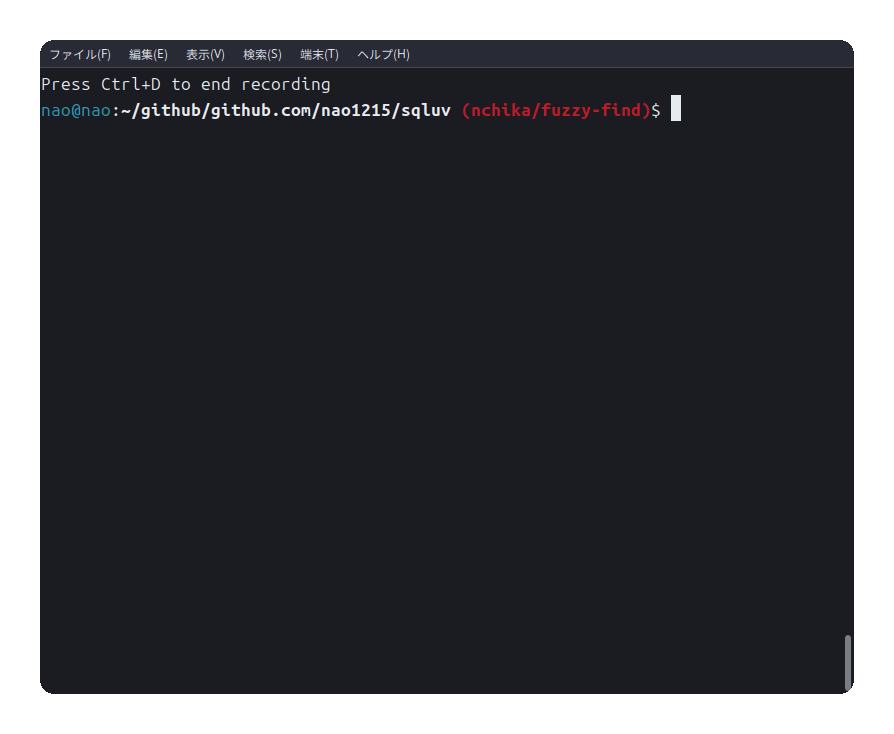 ファイル(F) 編集(E) 表示(V) 検索(S) 端末(T) ヘルプ(H)
Press Ctrl+D to end recording
nao@nao:~/github/github.com/nao1215/sqluv (nchika/fuzzy-find)$